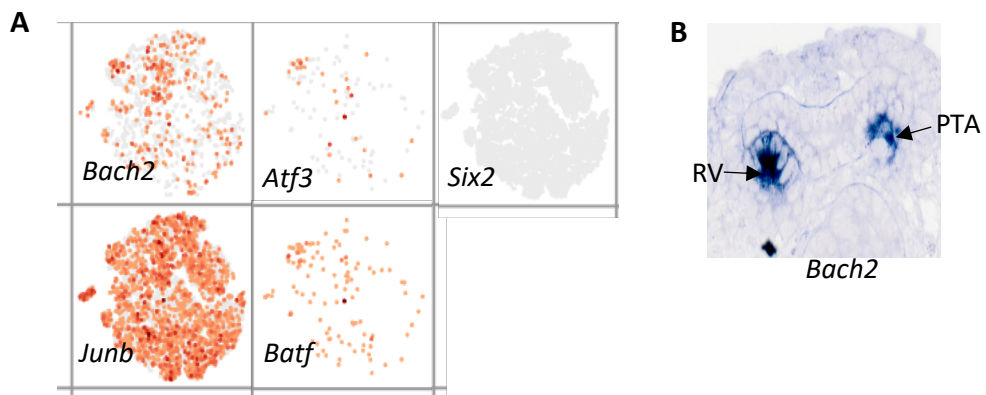 A
B
Bach2
Atf3
Six2
PTA
RV
Bach2
Junb
Batf